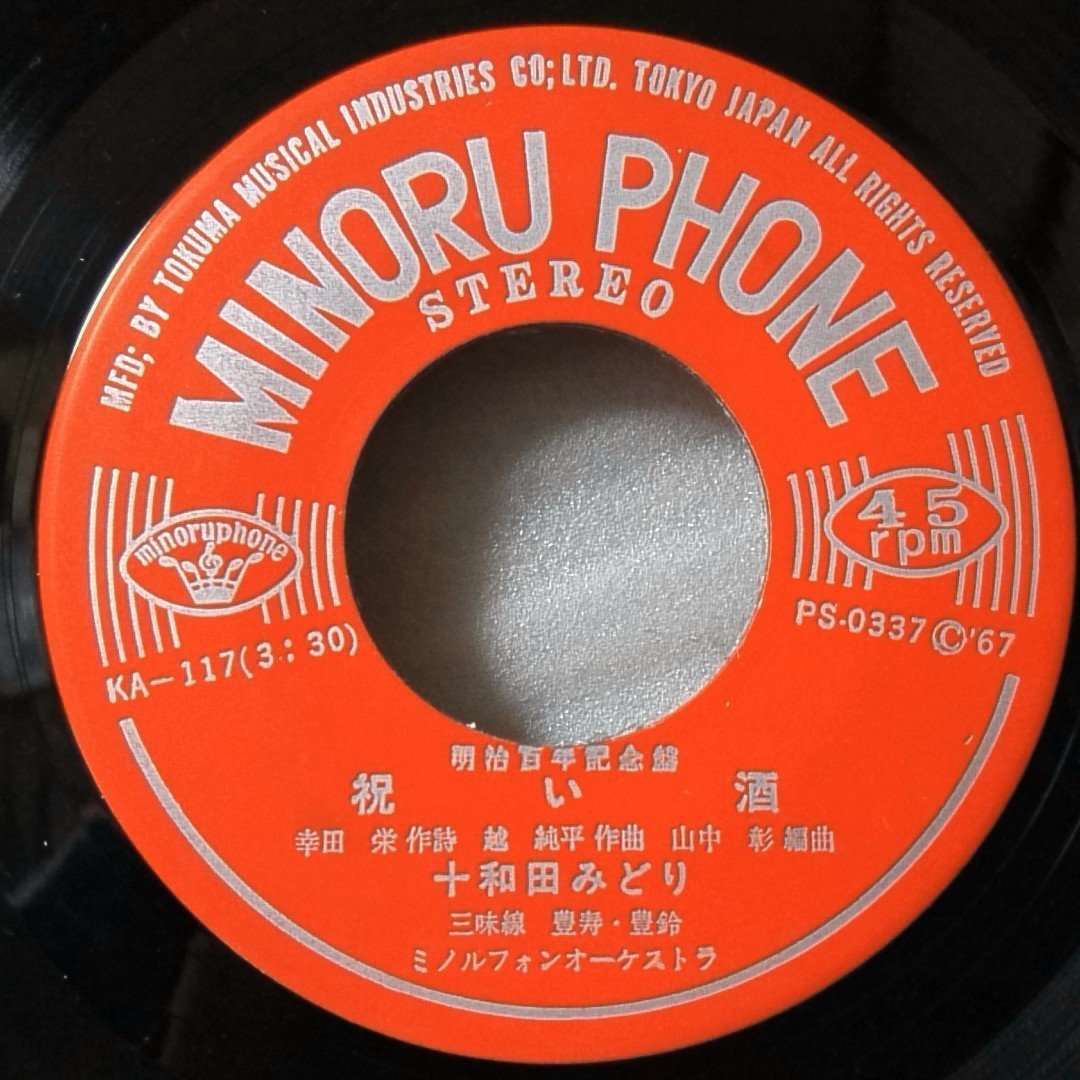 MFD; BY TOKUMA MUSICAL INDUSTRIES CO; LTD. TOKYO JAPAN ALL RIGHTS RESERVED
MINORU PHONE
STEREO
minoruphone
45
rpm
KA-117(3:30)
PS-0337 Ⓒ'67
明治百年記念盤
祝い酒
幸田 栄作詩 越 純平作曲 山中 彰編曲
十和田みどり
三味線 豊寿・豊鈴
ミノルフォンオーケストラ